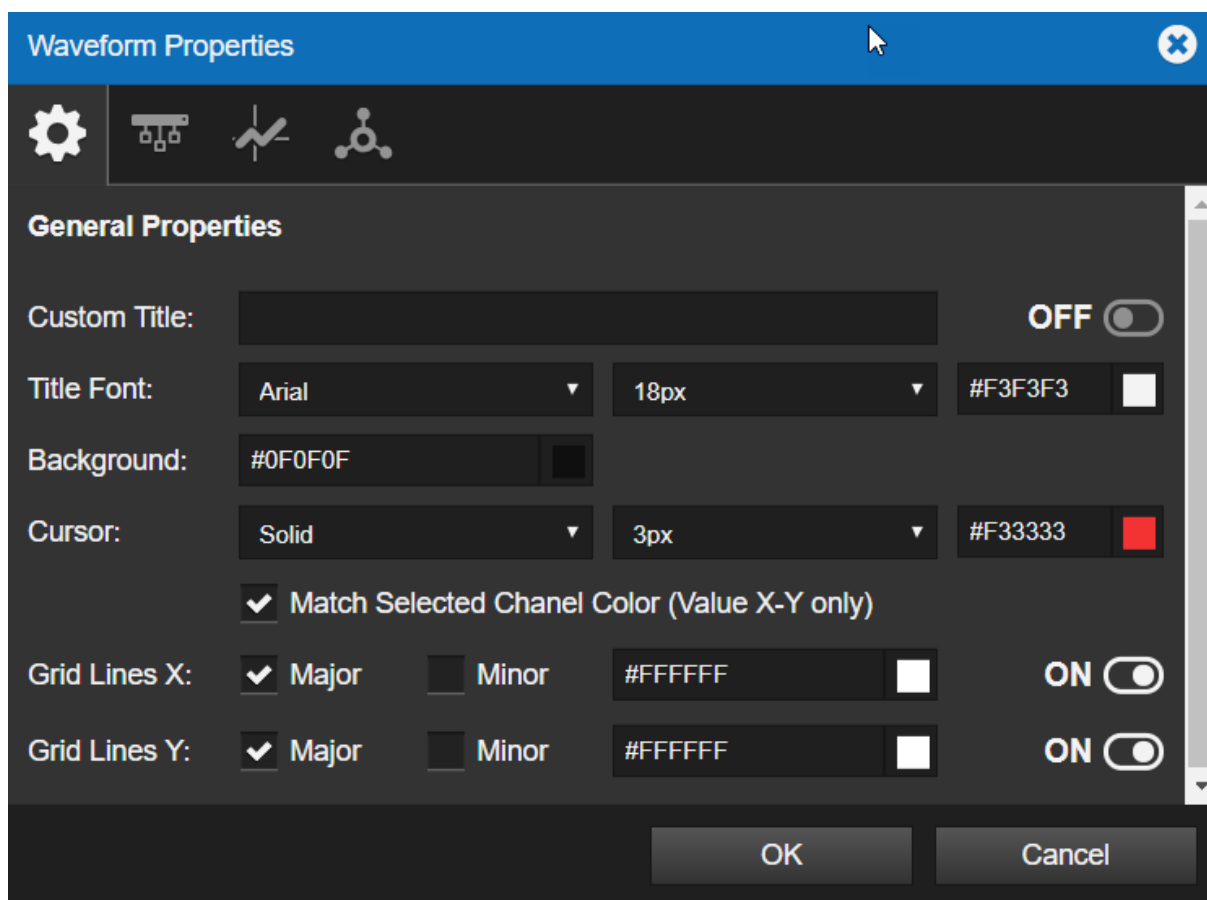 Waveform Properties
General Properties
Custom Title: OFF
Title Font: Arial 18px #F3F3F3
Background: #0F0F0F
Cursor: Solid 3px #F33333
Match Selected Chanel Color (Value X-Y only)
Grid Lines X: Major Minor #FFFFFF ON
Grid Lines Y: Major Minor #FFFFFF ON
OK Cancel